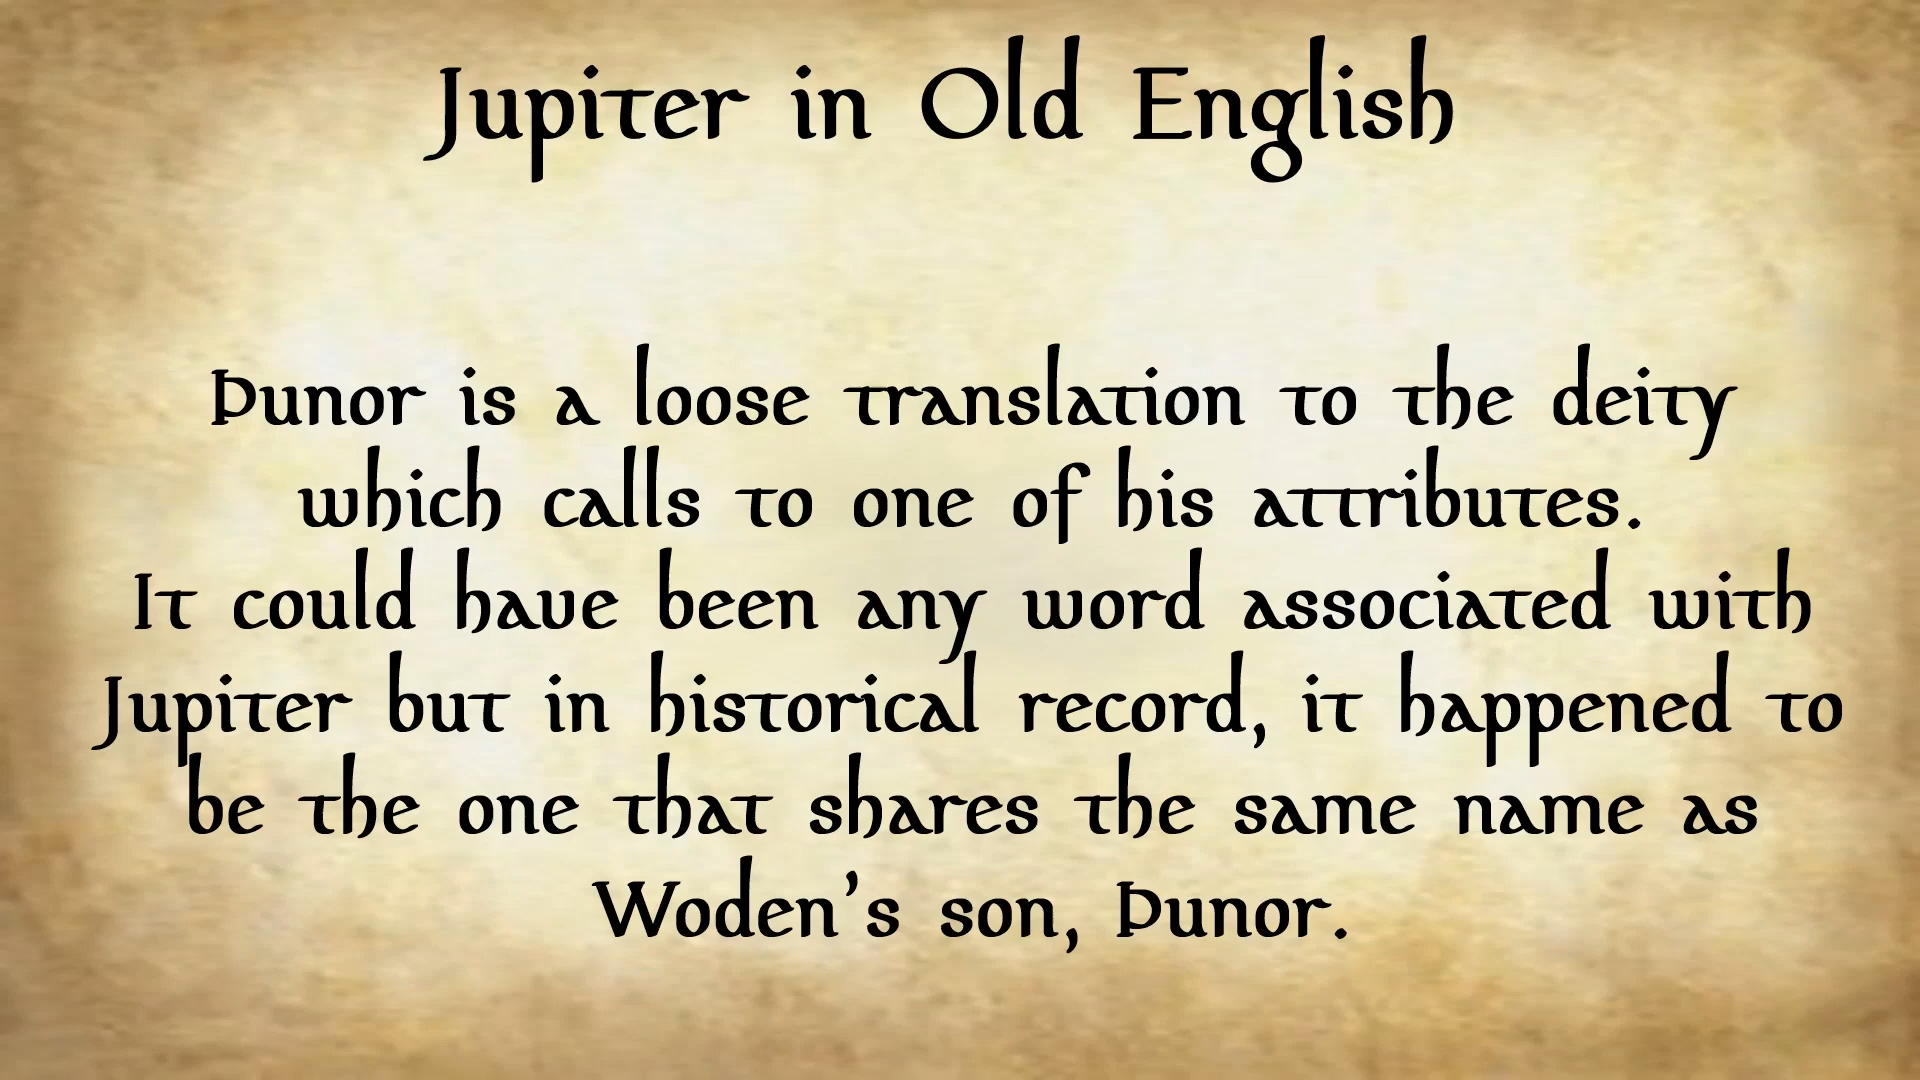 Jupiter in Old English
Þunor is a loose translation to the deity
which calls to one of his attributes.
It could have been any word associated with
Jupiter but in historical record, it happened to
be the one that shares the same name as
Woden’s son, Þunor.